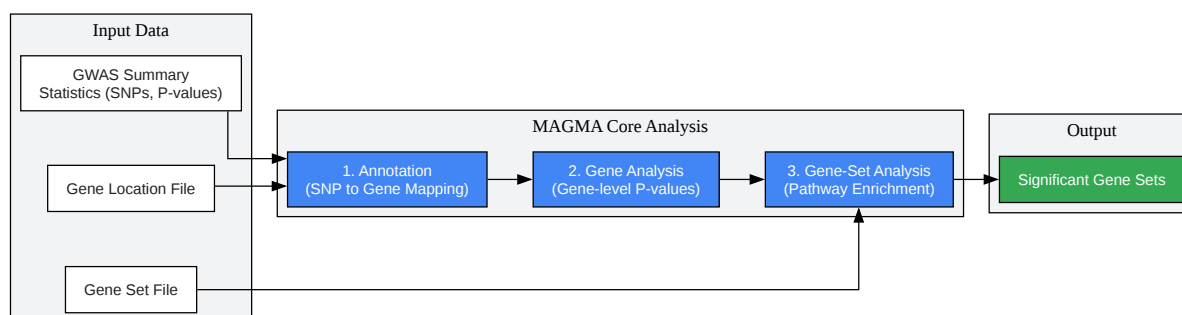 Input Data
GWAS Summary
Statistics (SNPs, P-values)
Gene Location File
Gene Set File
MAGMA Core Analysis
1. Annotation
(SNP to Gene Mapping)
2. Gene Analysis
(Gene-level P-values)
3. Gene-Set Analysis
(Pathway Enrichment)
Output
Significant Gene Sets